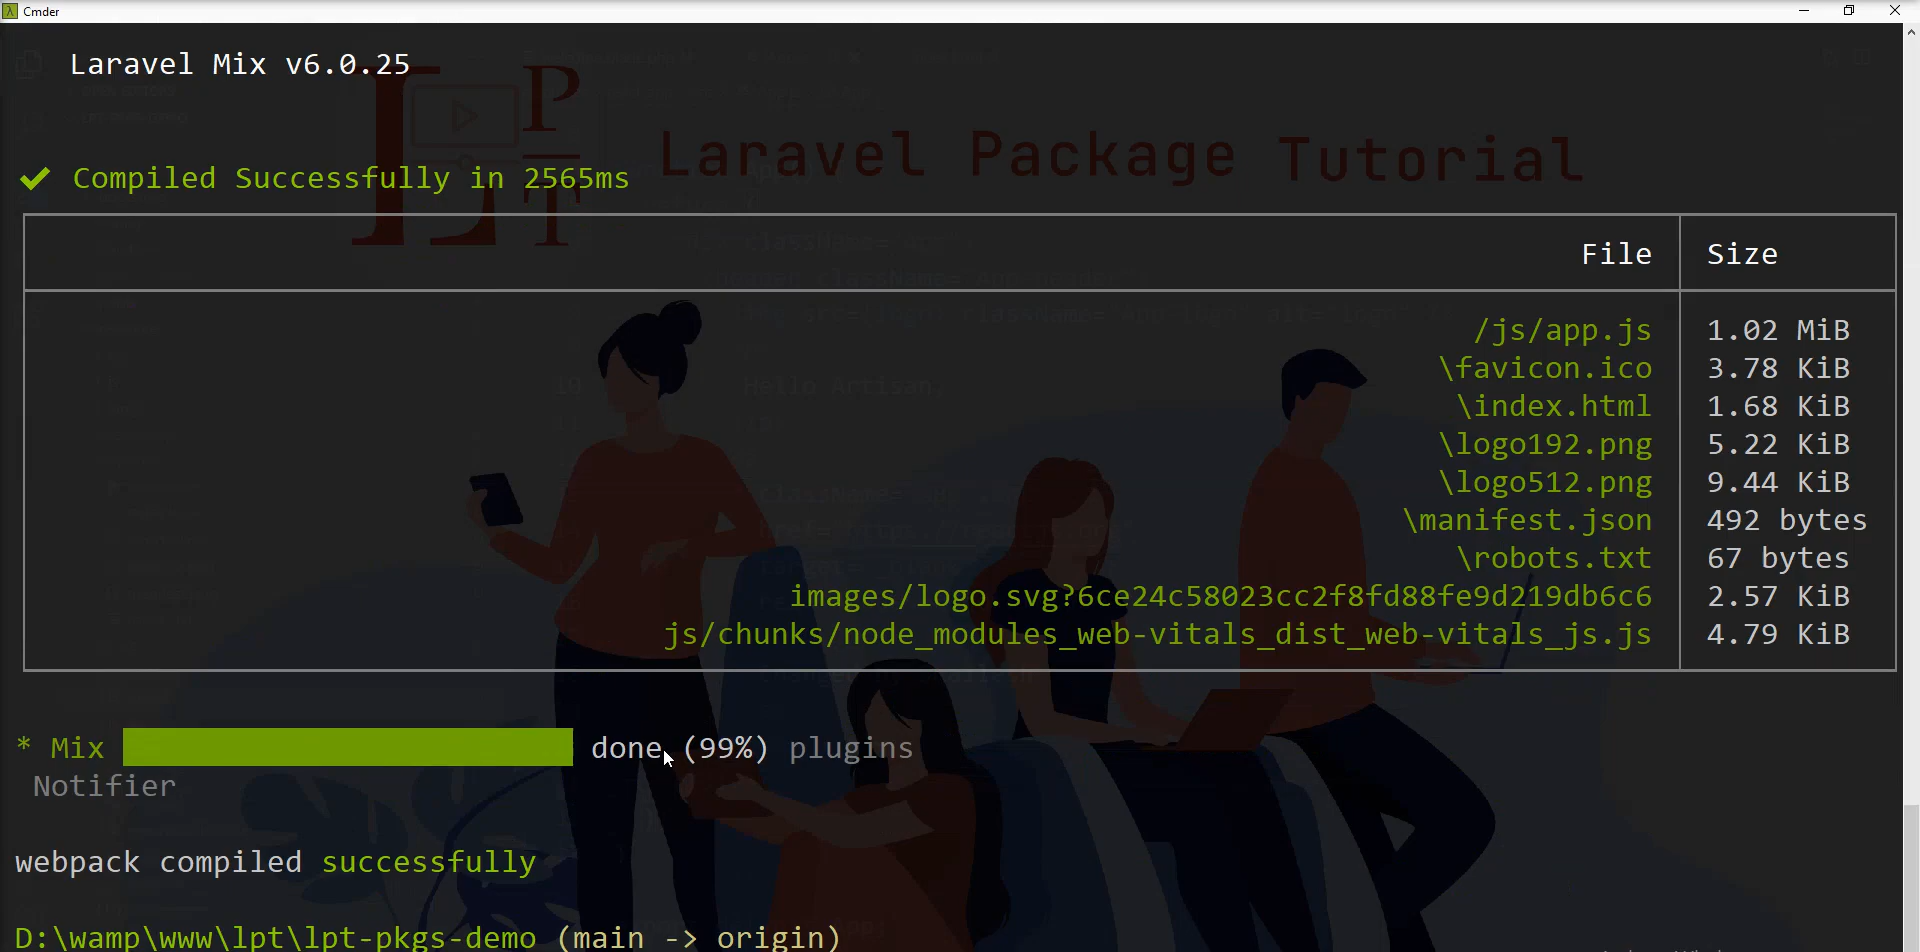 Cmder
Laravel Mix v6.0.25
LPT
Laravel Package Tutorial
✔ Compiled Successfully in 2565ms
File Size
/js/app.js 1.02 MiB
\favicon.ico 3.78 KiB
\index.html 1.68 KiB
Hello Artisan.
\logo192.png 5.22 KiB
\logo512.png 9.44 KiB
\manifest.json 492 bytes
\robots.txt 67 bytes
images/logo.svg?6ce24c58023cc2f8fd88fe9d219db6c6 2.57 KiB
js/chunks/node_modules_web-vitals_dist_web-vitals_js.js 4.79 KiB
* Mix done (99%) plugins
Notifier
webpack compiled successfully
D:\wamp\www\lpt\lpt-pkgs-demo (main -> origin)